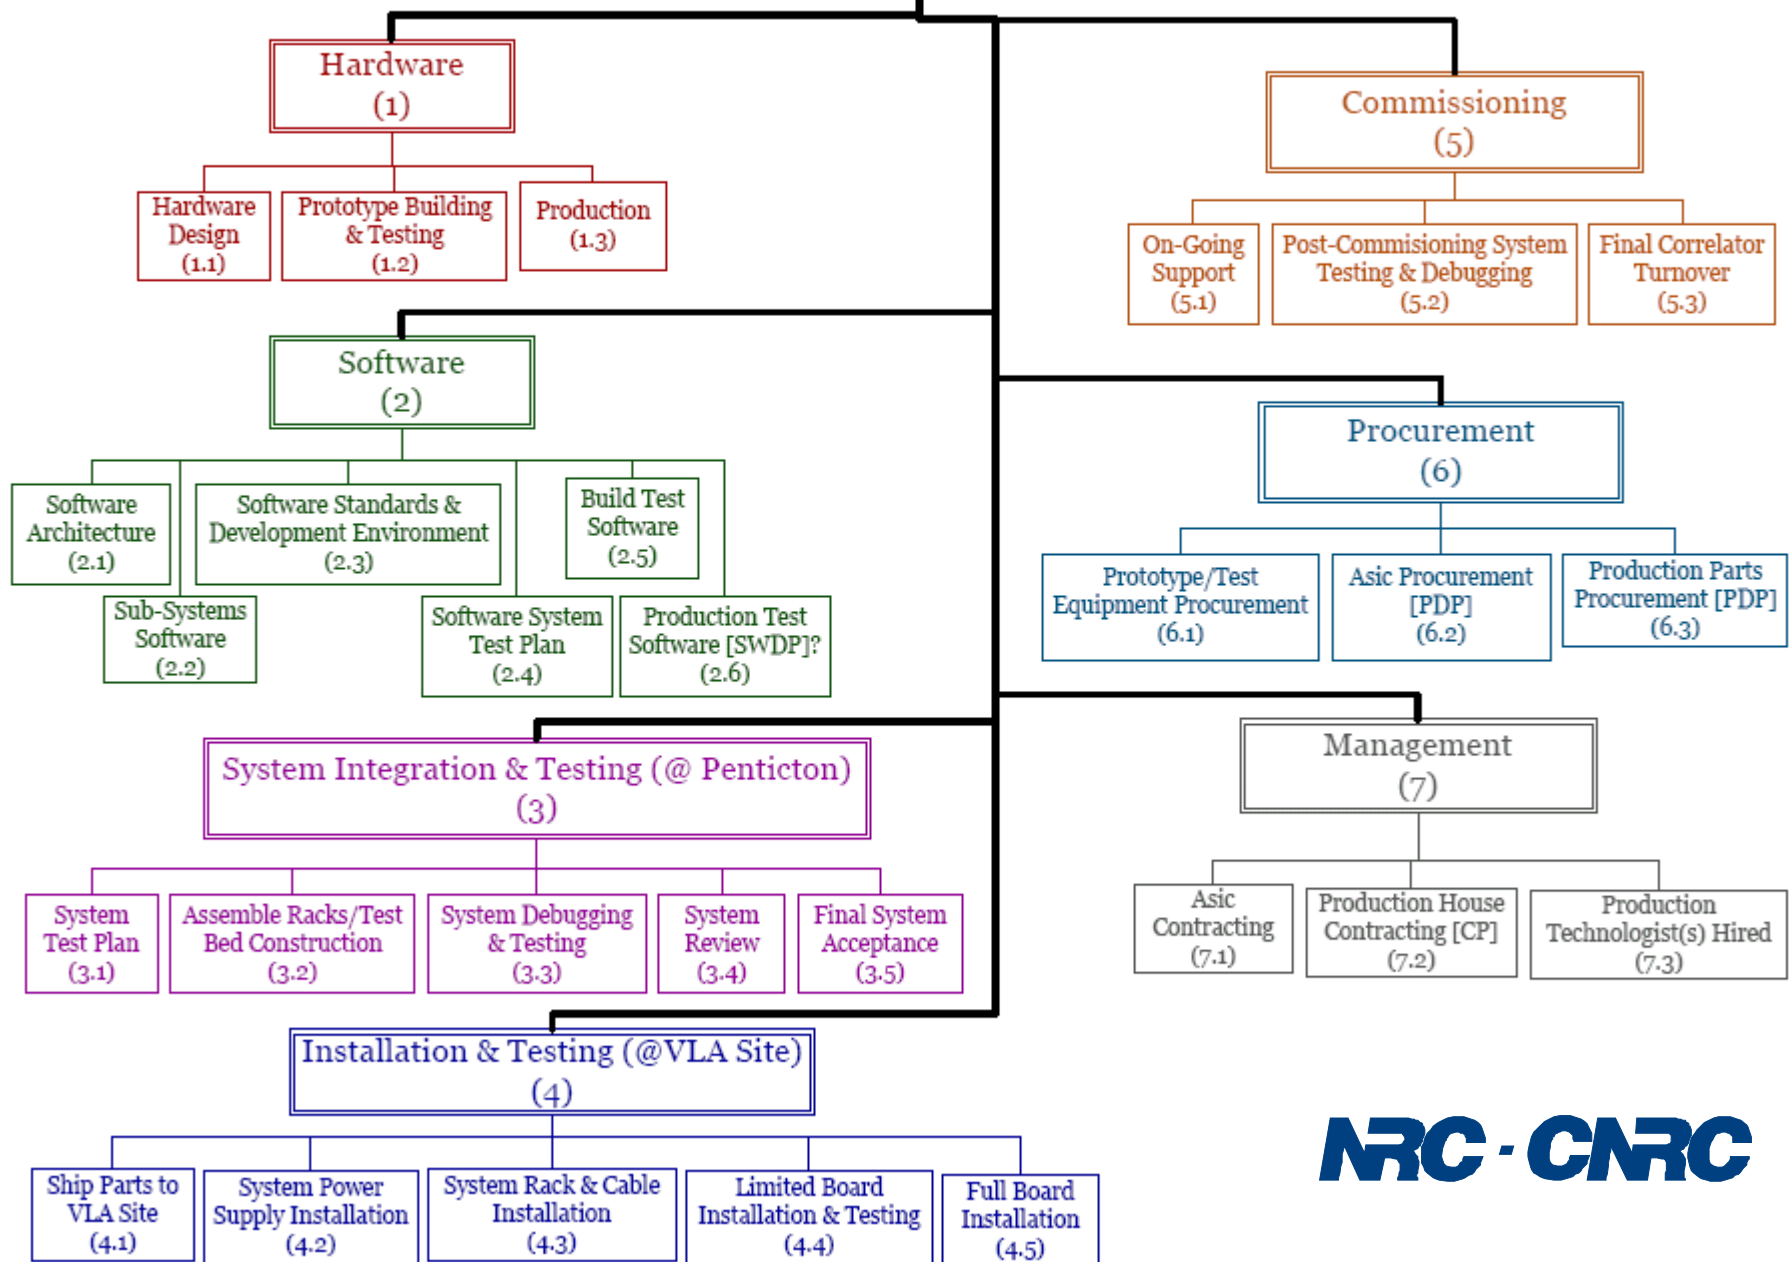 Hardware
(1)
Hardware
Design
(1.1)
Prototype Building
& Testing
(1.2)
Production
(1.3)
Software
(2)
Software
Architecture
(2.1)
Sub-Systems
Software
(2.2)
Software Standards &
Development Environment
(2.3)
Software System
Test Plan
(2.4)
Build Test
Software
(2.5)
Production Test
Software [SWDP]?
(2.6)
System Integration & Testing (@ Penticton)
(3)
System
Test Plan
(3.1)
Assemble Racks/Test
Bed Construction
(3.2)
System Debugging
& Testing
(3.3)
System
Review
(3.4)
Final System
Acceptance
(3.5)
Installation & Testing (@VLA Site)
(4)
Ship Parts to
VLA Site
(4.1)
System Power
Supply Installation
(4.2)
System Rack & Cable
Installation
(4.3)
Limited Board
Installation & Testing
(4.4)
Full Board
Installation
(4.5)
Commissioning
(5)
On-Going
Support
(5.1)
Post-Commisioning System
Testing & Debugging
(5.2)
Final Correlator
Turnover
(5.3)
Procurement
(6)
Prototype/Test
Equipment Procurement
(6.1)
Asic Procurement
[PDP]
(6.2)
Production Parts
Procurement [PDP]
(6.3)
Management
(7)
Asic
Contracting
(7.1)
Production House
Contracting [CP]
(7.2)
Production
Technologist(s) Hired
(7.3)
NRC · CNRC